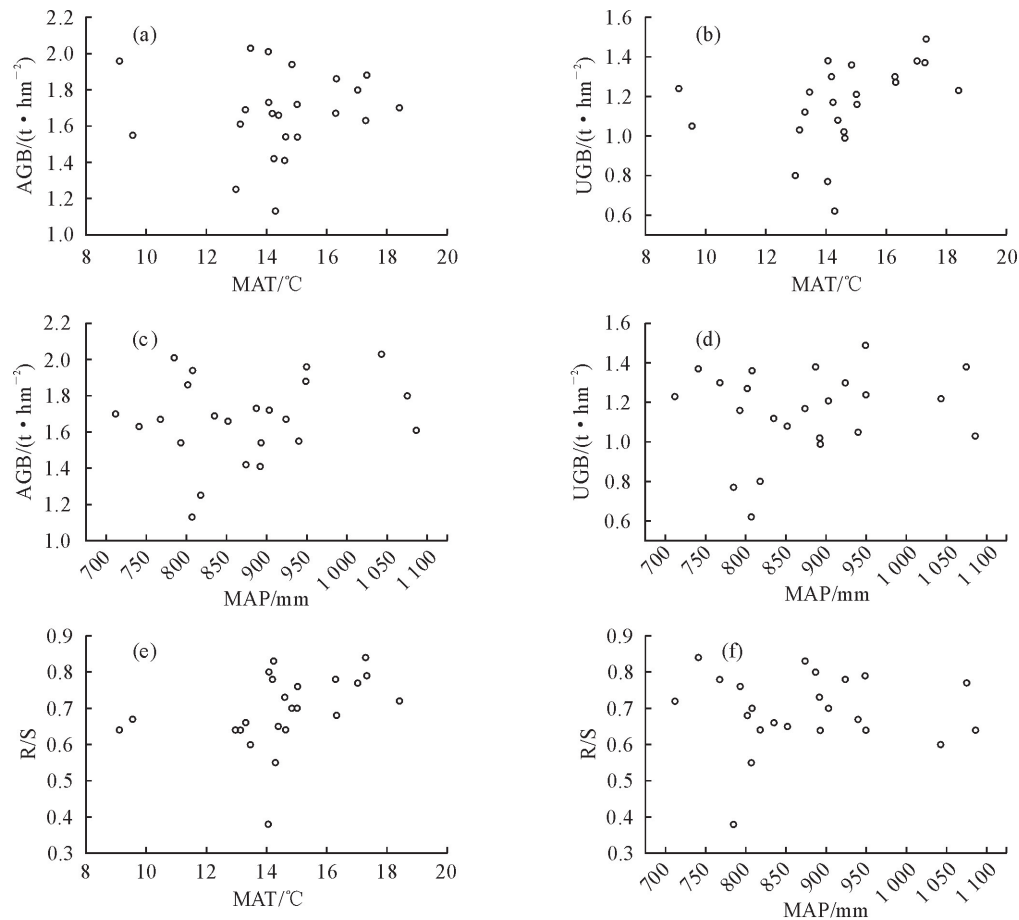 (a)
AGB/(t • hm⁻²)
2.2
2.0
1.8
1.6
1.4
1.2
1.0
8 10 12 14 16 18 20
MAT/℃
(b)
UGB/(t • hm⁻²)
1.6
1.4
1.2
1.0
0.8
0.6
8 10 12 14 16 18 20
MAT/℃
(c)
AGB/(t • hm⁻²)
2.2
2.0
1.8
1.6
1.4
1.2
1.0
700 750 800 850 900 950 1 000 1 050 1 100
MAP/mm
(d)
UGB/(t • hm⁻²)
1.6
1.4
1.2
1.0
0.8
0.6
700 750 800 850 900 950 1 000 1 050 1 100
MAP/mm
(e)
R/S
0.9
0.8
0.7
0.6
0.5
0.4
0.3
8 10 12 14 16 18 20
MAT/℃
(f)
R/S
0.9
0.8
0.7
0.6
0.5
0.4
0.3
700 750 800 850 900 950 1 000 1 050 1 100
MAP/mm